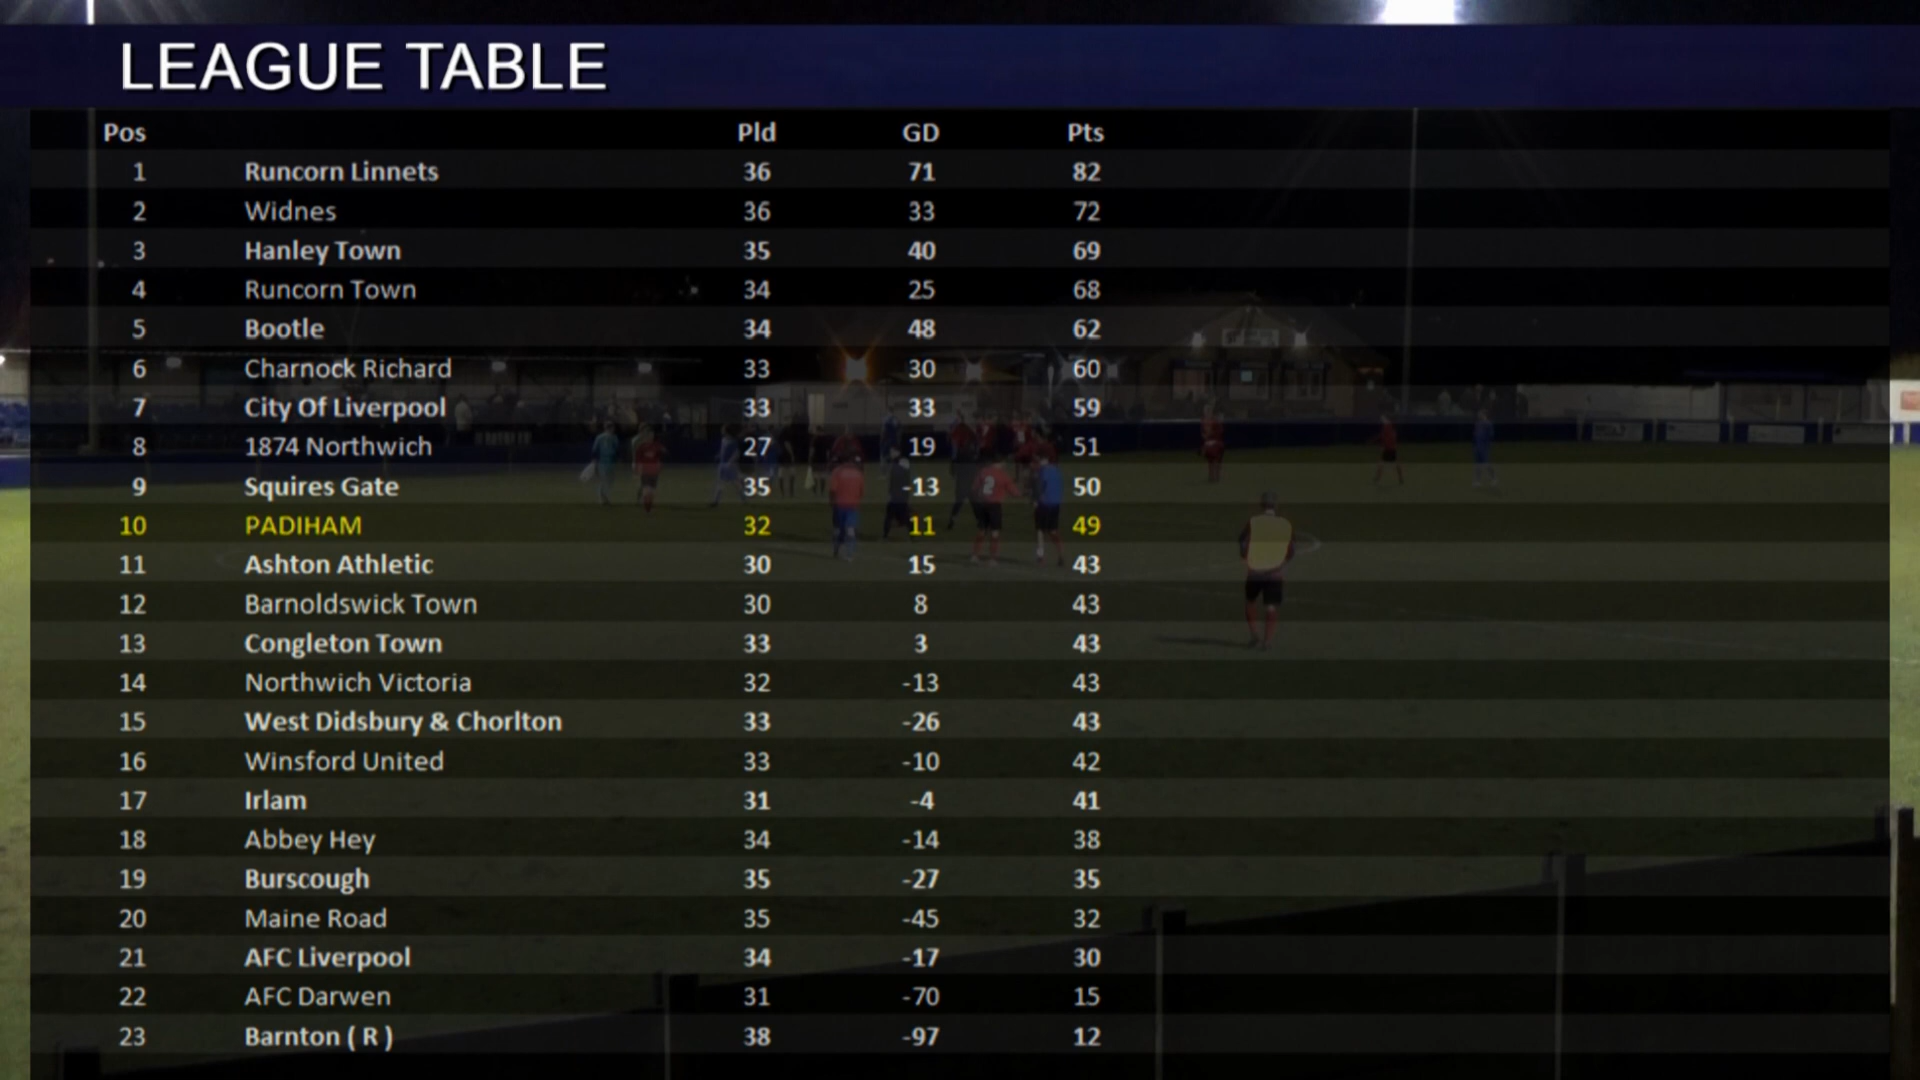 LEAGUE TABLE
Pos Pld GD Pts
1 Runcorn Linnets 36 71 82
2 Widnes 36 33 72
3 Hanley Town 35 40 69
4 Runcorn Town 34 25 68
5 Bootle 34 48 62
6 Charnock Richard 33 30 60
7 City Of Liverpool 33 33 59
8 1874 Northwich 27 19 51
9 Squires Gate 35 -13 50
10 PADIHAM 32 11 49
11 Ashton Athletic 30 15 43
12 Barnoldswick Town 30 8 43
13 Congleton Town 33 3 43
14 Northwich Victoria 32 -13 43
15 West Didsbury & Chorlton 33 -26 43
16 Winsford United 33 -10 42
17 Irlam 31 -4 41
18 Abbey Hey 34 -14 38
19 Burscough 35 -27 35
20 Maine Road 35 -45 32
21 AFC Liverpool 34 -17 30
22 AFC Darwen 31 -70 15
23 Barnton ( R ) 38 -97 12